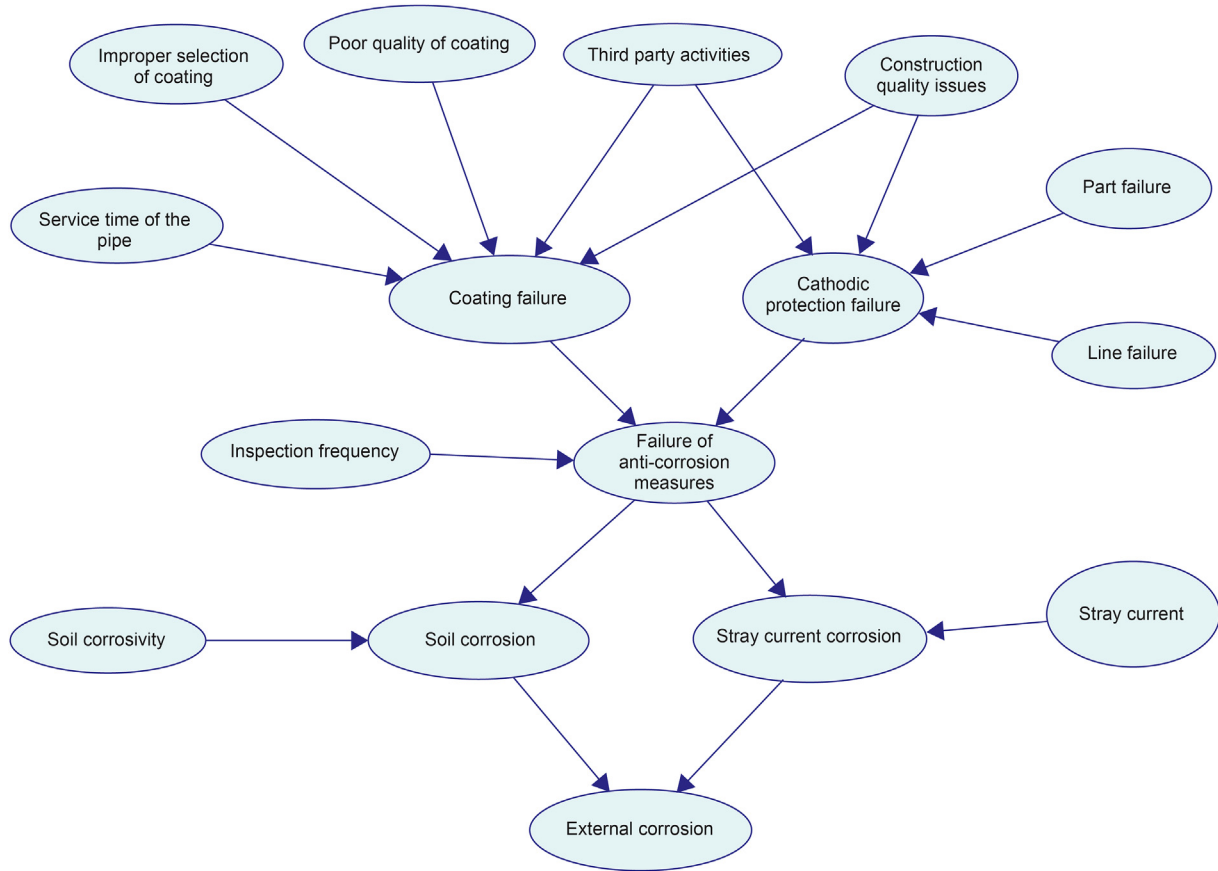 Improper selection
of coating
Poor quality of coating
Third party activities
Construction
quality issues
Part failure
Service time of the
pipe
Coating failure
Cathodic
protection failure
Line failure
Inspection frequency
Failure of
anti-corrosion
measures
Soil corrosivity
Soil corrosion
Stray current corrosion
Stray current
External corrosion